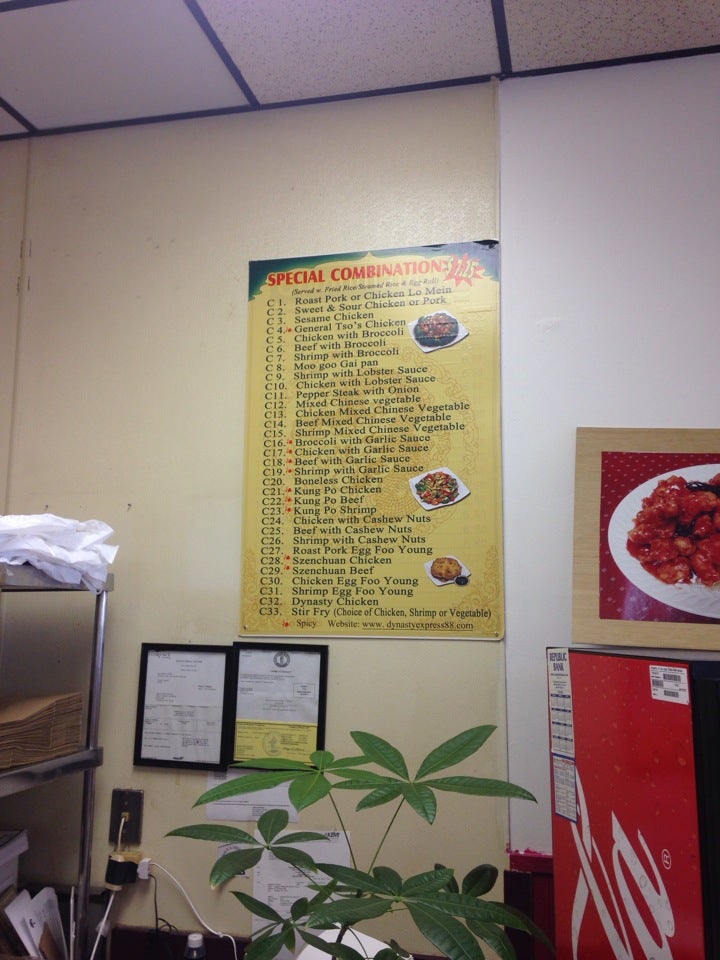 SPECIAL COMBINATION
(Served w. Fried Rice/Steamed Rice & Egg Roll)
C 1. Roast Pork or Chicken Lo Mein
C 2. Sweet & Sour Chicken or Pork
C 3. Sesame Chicken
C 4. General Tso's Chicken
C 5. Chicken with Broccoli
C 6. Beef with Broccoli
C 7. Shrimp with Broccoli
C 8. Moo goo Gai pan
C 9. Shrimp with Lobster Sauce
C10. Chicken with Lobster Sauce
C11. Pepper Steak with Onion
C12. Mixed Chinese vegetable
C13. Chicken Mixed Chinese Vegetable
C14. Beef Mixed Chinese Vegetable
C15. Shrimp Mixed Chinese Vegetable
C16. Broccoli with Garlic Sauce
C17. Chicken with Garlic Sauce
C18. Beef with Garlic Sauce
C19. Shrimp with Garlic Sauce
C20. Boneless Chicken
C21. Kung Po Chicken
C22. Kung Po Beef
C23. Kung Po Shrimp
C24. Chicken with Cashew Nuts
C25. Beef with Cashew Nuts
C26. Shrimp with Cashew Nuts
C27. Roast Pork Egg Foo Young
C28. Szenchuan Chicken
C29. Szenchuan Beef
C30. Chicken Egg Foo Young
C31. Shrimp Egg Foo Young
C32. Dynasty Chicken
C33. Stir Fry (Choice of Chicken, Shrimp or Vegetable)
Spicy Website: www.dynastyexpress88.com
REPUBLIC
BANK
®